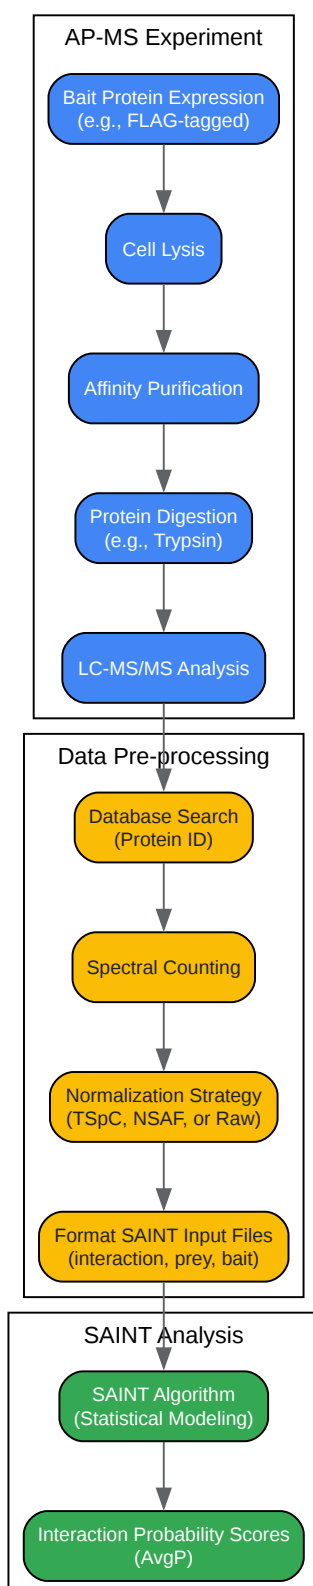 AP-MS Experiment
Bait Protein Expression
(e.g., FLAG-tagged)
Cell Lysis
Affinity Purification
Protein Digestion
(e.g., Trypsin)
LC-MS/MS Analysis
Data Pre-processing
Database Search
(Protein ID)
Spectral Counting
Normalization Strategy
(TSpC, NSAF, or Raw)
Format SAINT Input Files
(interaction, prey, bait)
SAINT Analysis
SAINT Algorithm
(Statistical Modeling)
Interaction Probability Scores
(AvgP)